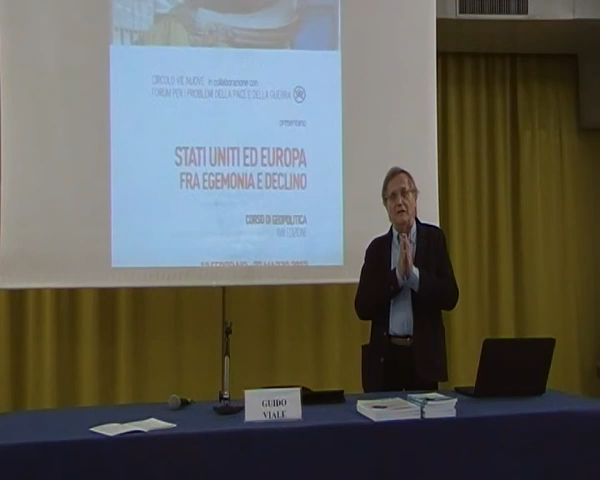 CIRCOLO VIE NUOVE in collaborazione con
FORUM PER I PROBLEMI DELLA PACE E DELLA GUERRA
presentano
STATI UNITI ED EUROPA
FRA EGEMONIA E DECLINO
CORSO DI GEOPOLITICA
EDIZIONE
GUIDO
VIALE